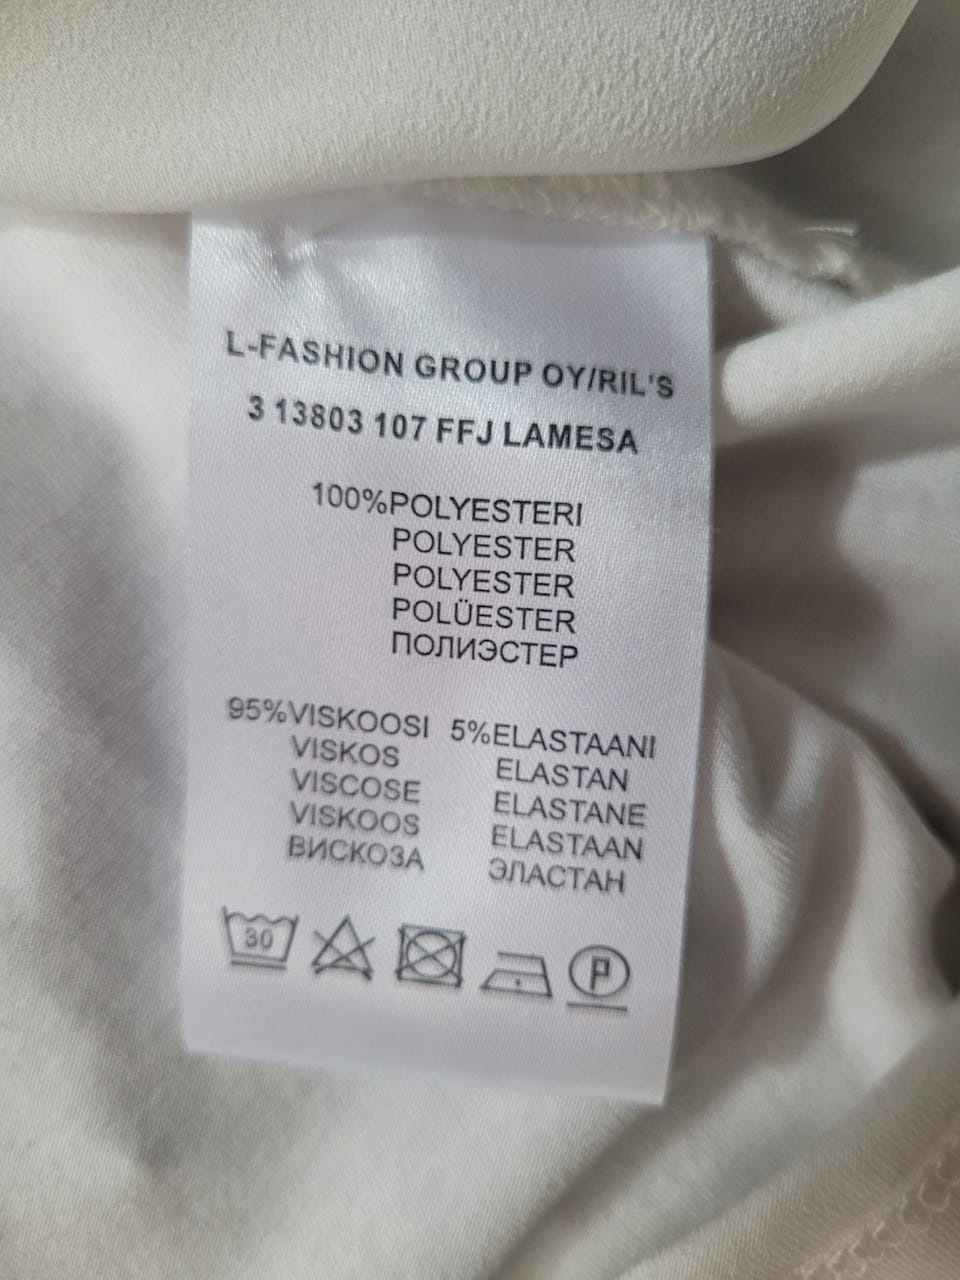 L-FASHION GROUP OY/RIL'S
3 13803 107 FFJ LAMESA
100%POLYESTERI
POLYESTER
POLYESTER
POLÜESTER
ПОЛИЭСТЕР
95%VISKOOSI 5%ELASTAANI
VISKOS ELASTAN
VISCOSE ELASTANE
VISKOOS ELASTAAN
ВИСКОЗА ЭЛАСТАН
30 P